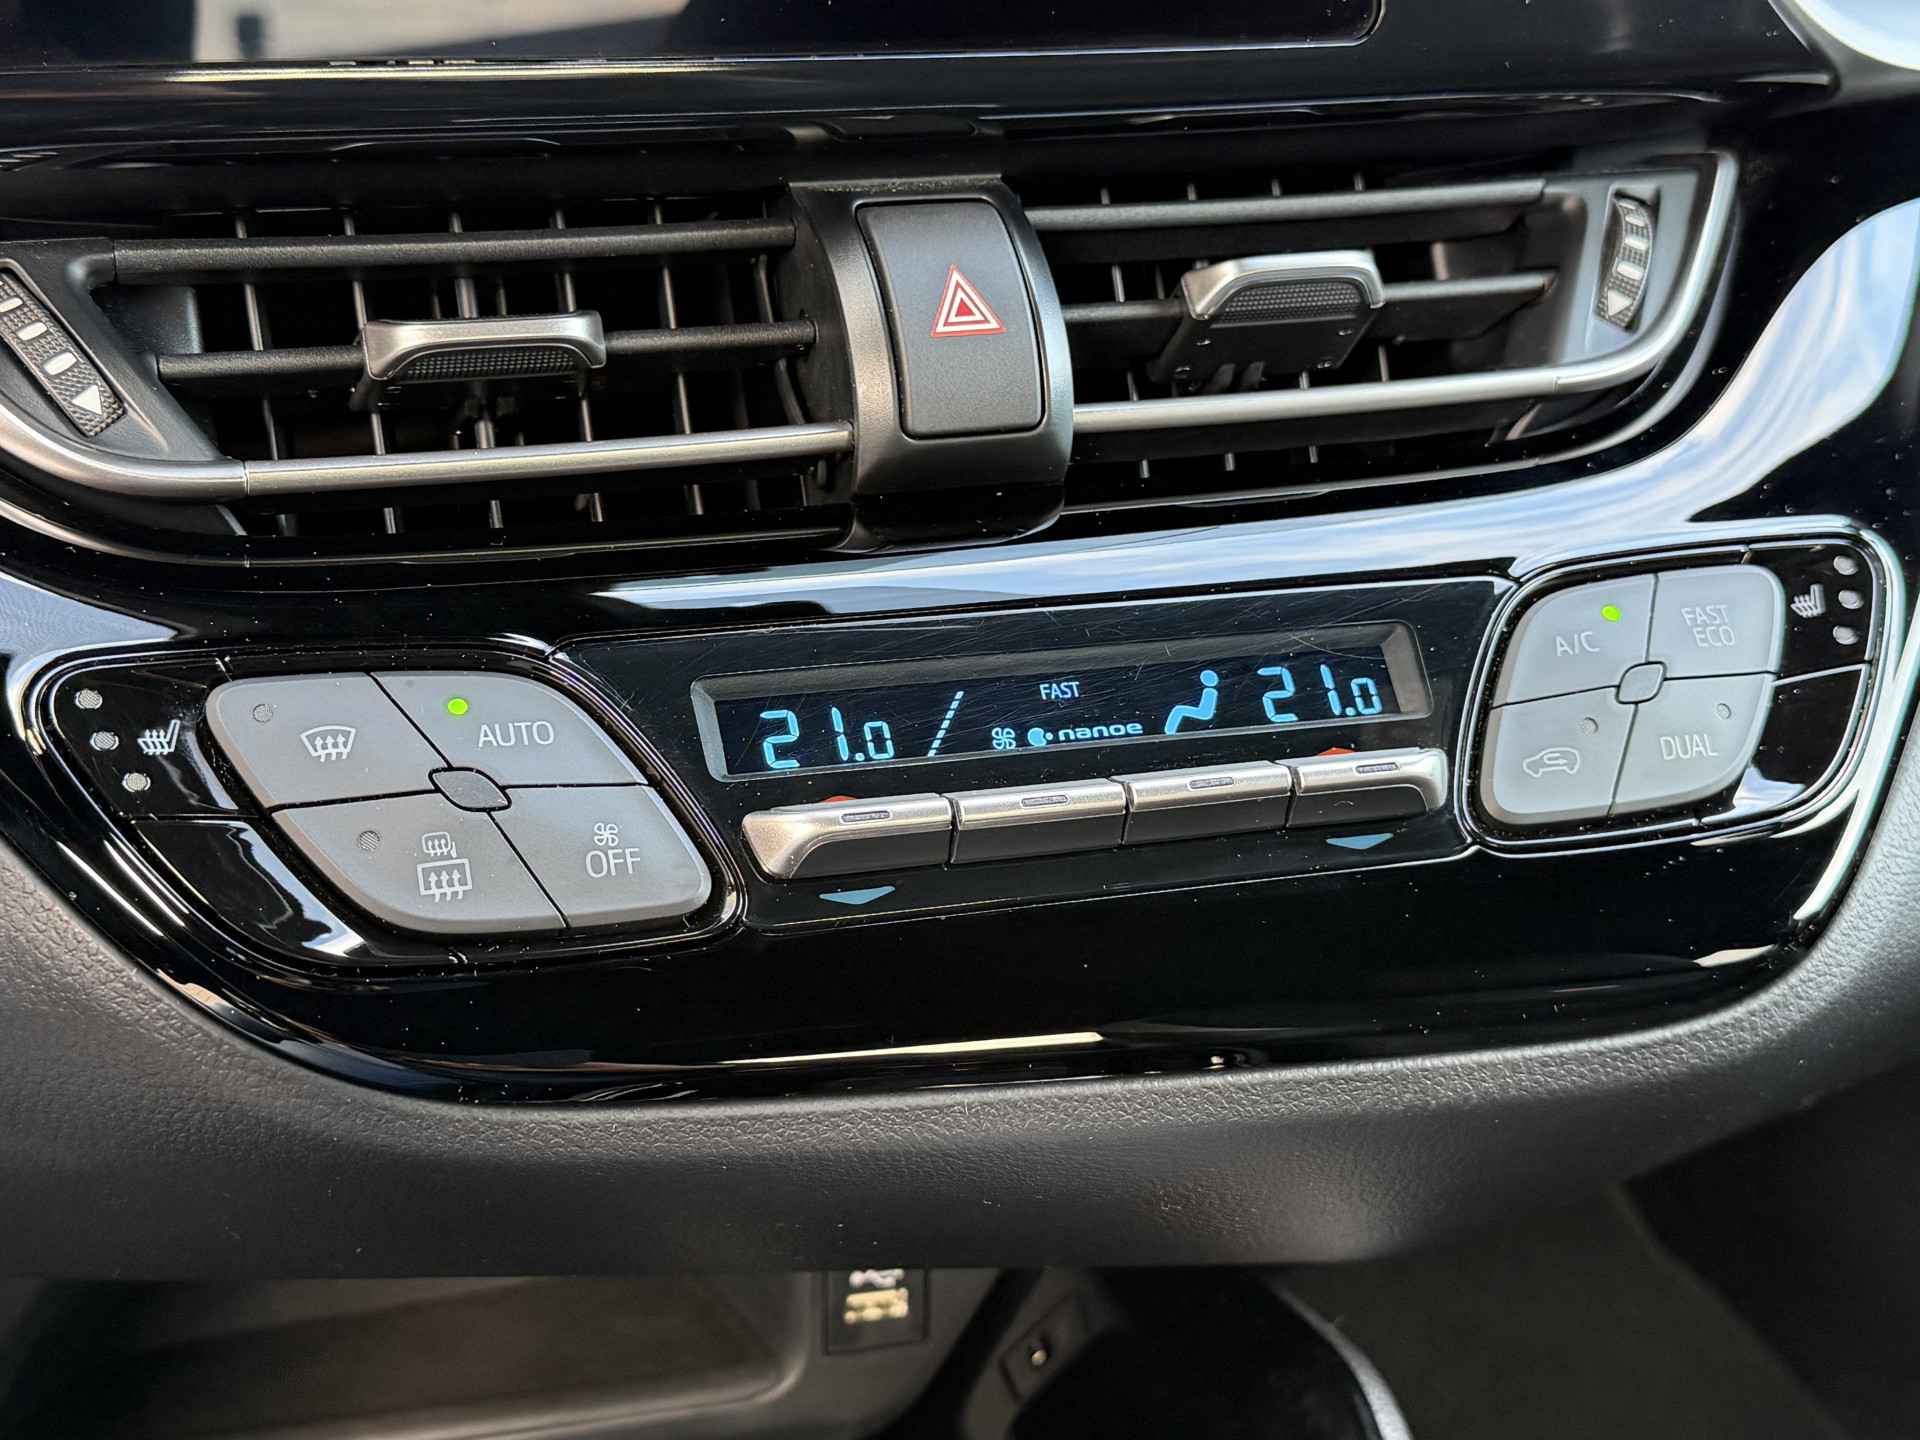 AUTO
OFF
21.0
FAST
nanoe
21.0
A/C
FAST
ECO
DUAL